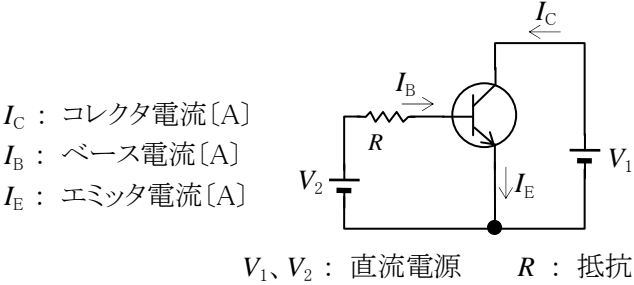 I_C
I_C : コレクタ電流〔A〕
I_B : ベース電流〔A〕
I_E : エミッタ電流〔A〕
I_B
R
V_2
V_1
I_E
V_1、V_2 : 直流電源 R : 抵抗